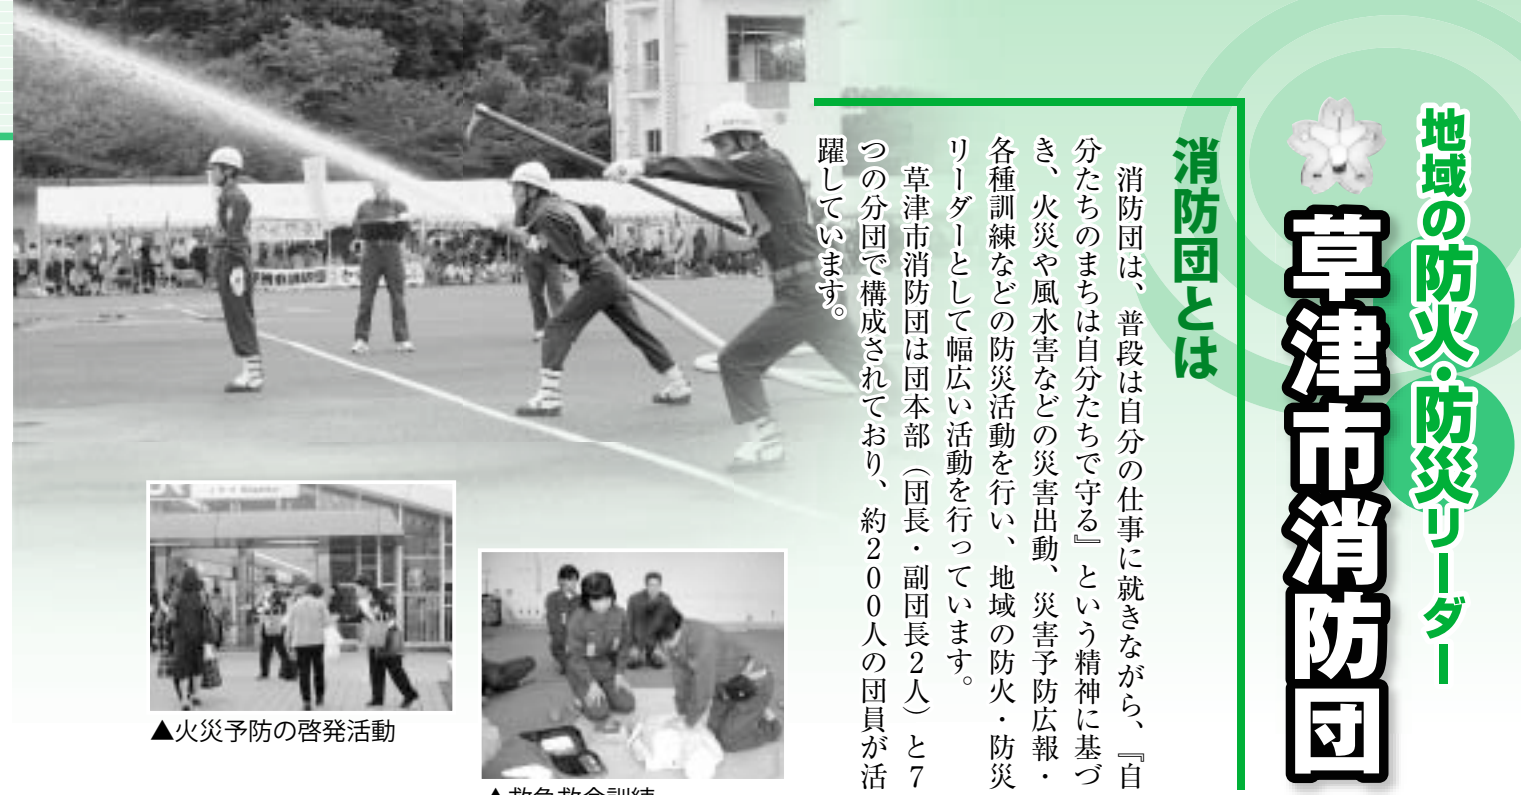 地域の防火・防災リーダー
草津市消防団
消防団とは
消防団は、普段は自分の仕事に就きながら、『自
分たちのまちは自分たちで守る』という精神に基づ
き、火災や風水害などの災害出動、災害予防広報・
各種訓練などの防災活動を行い、地域の防火・防災
リーダーとして幅広い活動を行っています。
草津市消防団は団本部（団長・副団長２人）と７
つの分団で構成されており、約２００人の団員が活
躍しています。
▲火災予防の啓発活動
▲救急救命訓練